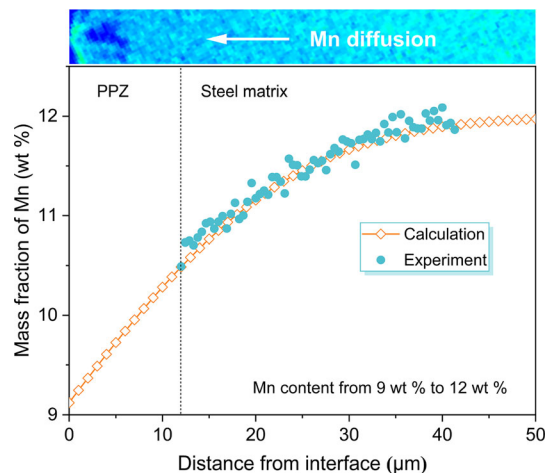 Mn diffusion
PPZ
Steel matrix
Mass fraction of Mn (wt %)
12
11
10
9
Calculation
Experiment
Mn content from 9 wt % to 12 wt %
0
10
20
30
40
50
Distance from interface (μm)